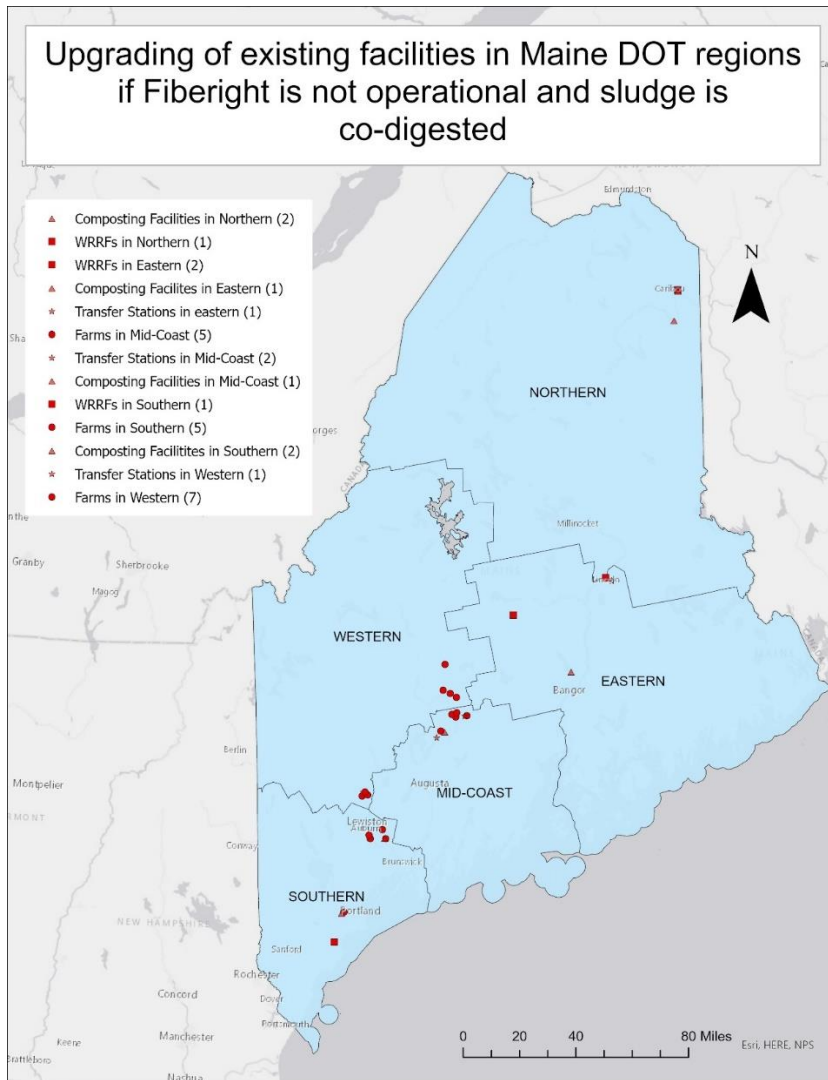 Upgrading of existing facilities in Maine DOT regions
if Fiberight is not operational and sludge is
co-digested
Edmundston
Composting Facilities in Northern (2)
WRRFs in Northern (1)
WRRFs in Eastern (2)
Composting Facilites in Eastern (1)
Transfer Stations in eastern (1)
Farms in Mid-Coast (5)
Transfer Stations in Mid-Coast (2)
Composting Facilities in Mid-Coast (1)
WRRFs in Southern (1)
Farms in Southern (5)
Composting Facilitites in Southern (2)
Transfer Stations in Western (1)
Farms in Western (7)
N
NORTHERN
CANADA
Millinocket
Granby
Sherbrooke
Magog
WESTERN
EASTERN
Bangor
Berlin
Montpelier
Augusta
MID-COAST
Lewiston
Auburn
Conway
Brunswick
SOUTHERN
Portland
NEW HAMPSHIRE
Sanford
Rochester
Concord
Dover
Portsmouth
Keene
Manchester
Brattleboro
Nashua
0 20 40 80 Miles
Esri, HERE, NPS